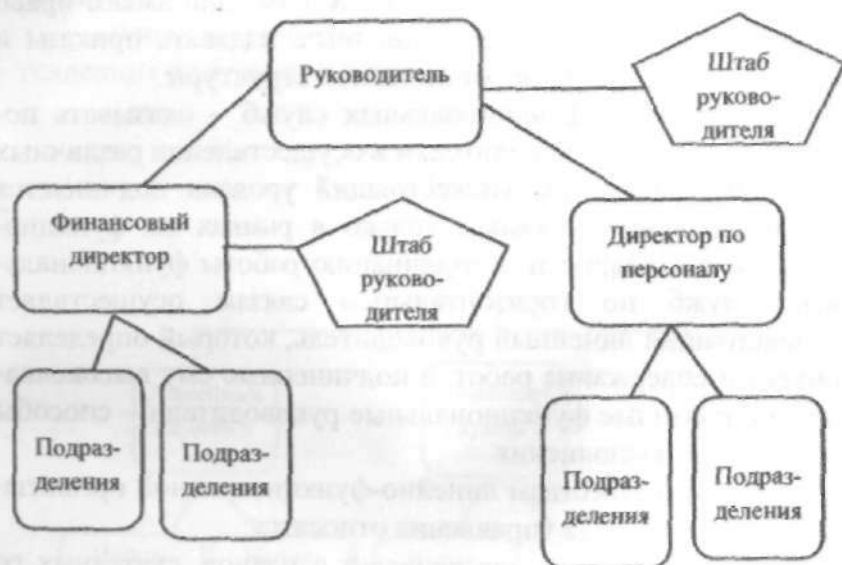 Руководитель
Штаб
руково-
дителя
Финансовый
директор
Штаб
руково-
дителя
Директор по
персоналу
Подраз-
деления
Подраз-
деления
Подраз-
деления
Подраз-
деления